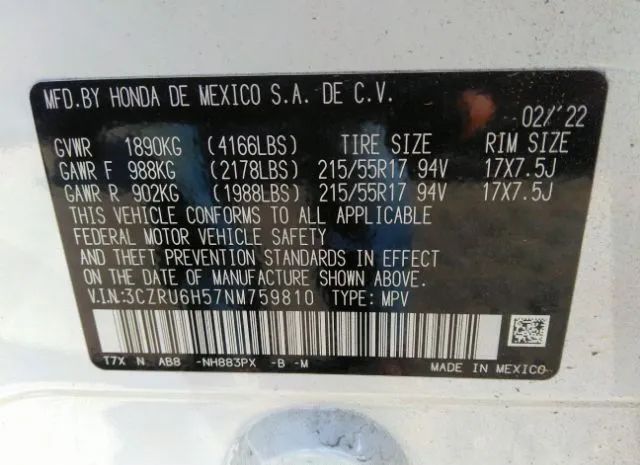 MFD.BY HONDA DE MEXICO S.A. DE C.V.
02/'22
GVWR 1890KG (4166LBS) TIRE SIZE RIM SIZE
GAWR F 988KG (2178LBS) 215/55R17 94V 17X7.5J
GAWR R 902KG (1988LBS) 215/55R17 94V 17X7.5J
THIS VEHICLE CONFORMS TO ALL APPLICABLE
FEDERAL MOTOR VEHICLE SAFETY
AND THEFT PREVENTION STANDARDS IN EFFECT
ON THE DATE OF MANUFACTURE SHOWN ABOVE.
V.I.N:3CZRU6H57NM759810 TYPE: MPV
T7X N AB8 -NH883PX -B -M
MADE IN MEXICO